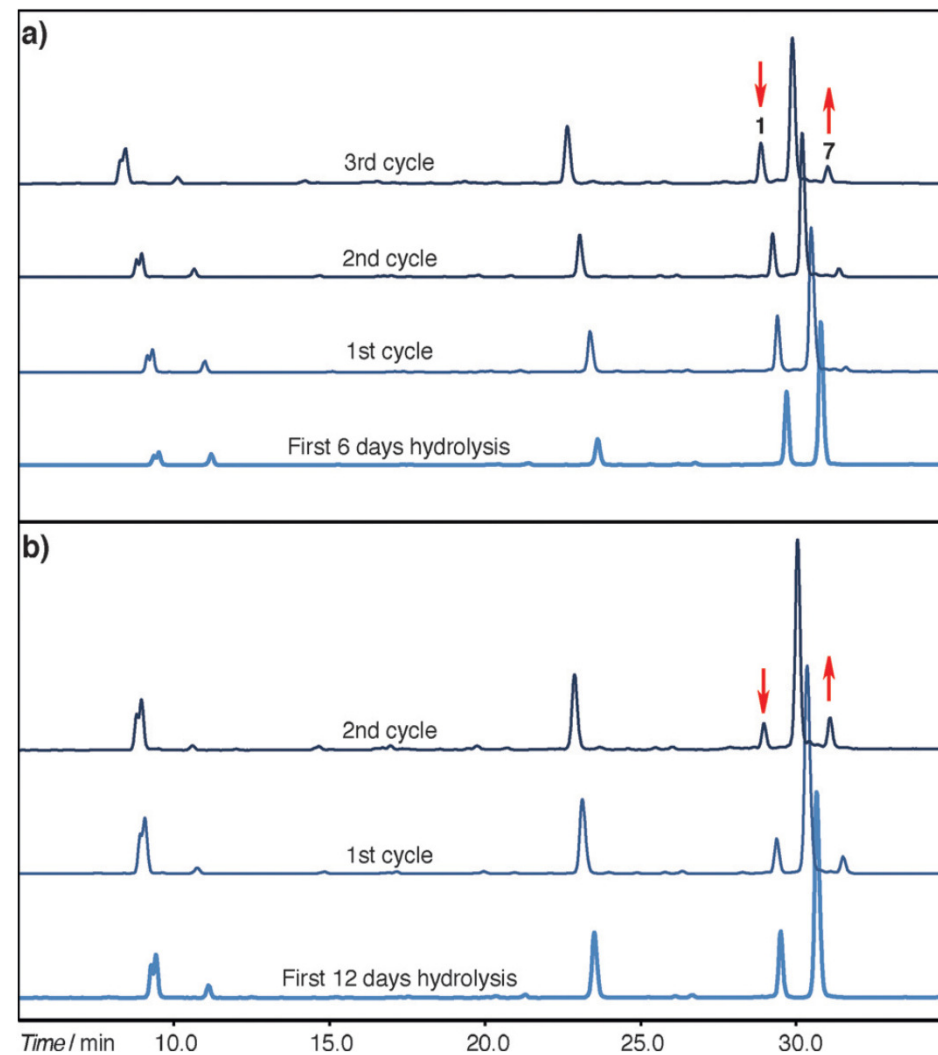 a)
1
7
3rd cycle
2nd cycle
1st cycle
First 6 days hydrolysis
b)
2nd cycle
1st cycle
First 12 days hydrolysis
Time / min 10.0 15.0 20.0 25.0 30.0